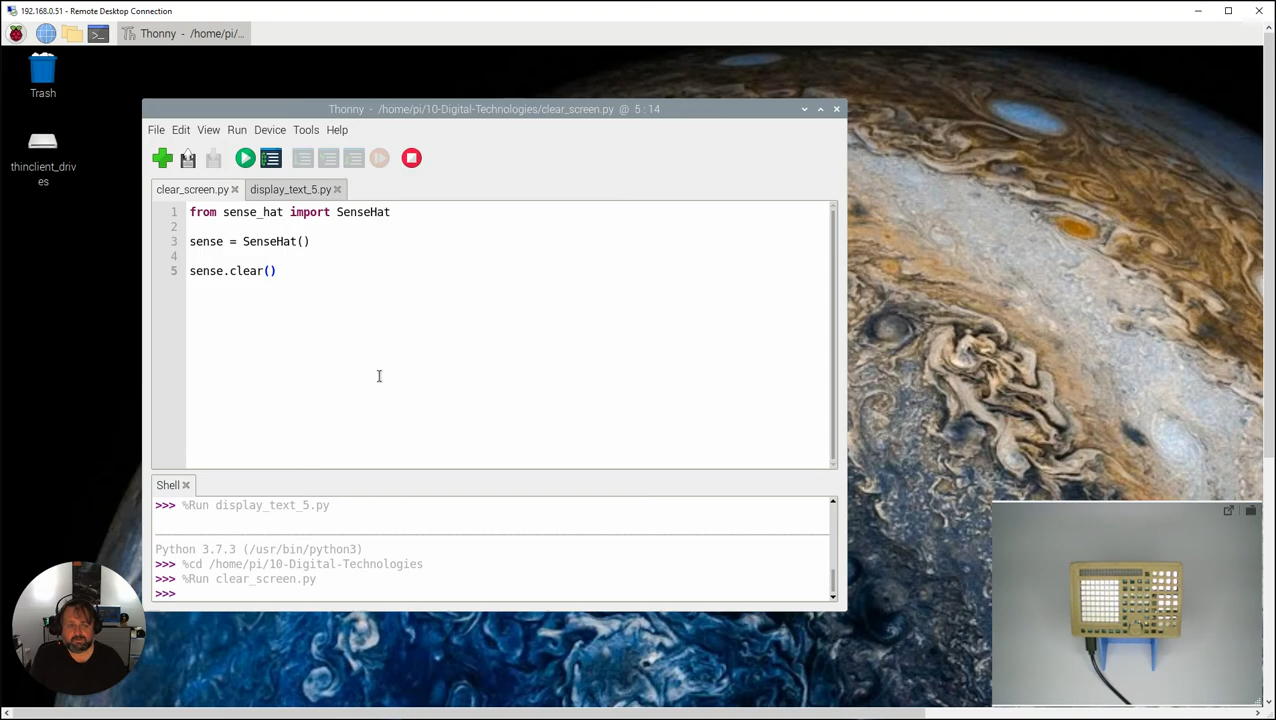 192.168.0.51 - Remote Desktop Connection
Thonny - /home/pi/...
Trash
thinclient_driv
es
Thonny - /home/pi/10-Digital-Technologies/clear_screen.py @ 5 : 14
File Edit View Run Device Tools Help
clear_screen.py display_text_5.py
1 from sense_hat import SenseHat
2
3 sense = SenseHat()
4
5 sense.clear()
Shell
>>> %Run display_text_5.py
Python 3.7.3 (/usr/bin/python3)
>>> %cd /home/pi/10-Digital-Technologies
>>> %Run clear_screen.py
>>>